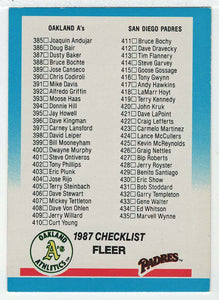 OAKLAND A's
385 Joaquin Andujar
386 Doug Bair
387 Dusty Baker
388 Bruce Bochte
389 Jose Canseco
390 Chris Codiroli
391 Mike Davis
392 Alfredo Griffin
393 Moose Haas
394 Donnie Hill
395 Jay Howell
396 Dave Kingman
397 Carney Lansford
398 David Leiper
399 Bill Mooneyham
400 Dwayne Murphy
401 Steve Ontiveros
402 Tony Phillips
403 Eric Plunk
404 Jose Rijo
405 Terry Steinbach
406 Dave Stewart
407 Mickey Tettleton
408 Dave Von Ohlen
409 Jerry Willard
410 Curt Young
SAN DIEGO PADRES
411 Bruce Bochy
412 Dave Dravecky
413 Tim Flannery
414 Steve Garvey
415 Goose Gossage
416 Tony Gwynn
417 Andy Hawkins
418 LaMarr Hoyt
419 Terry Kennedy
420 John Kruk
421 Dave LaPoint
422 Craig Lefferts
423 Carmelo Martinez
424 Lance McCullers
425 Kevin McReynolds
426 Graig Nettles
427 Bip Roberts
428 Jerry Royster
429 Benito Santiago
430 Eric Show
431 Bob Stoddard
432 Garry Templeton
433 Gene Walter
434 Ed Whitson
435 Marvell Wynne
OAKLAND
ATHLETICS
1987 CHECKLIST
FLEER
PADRES